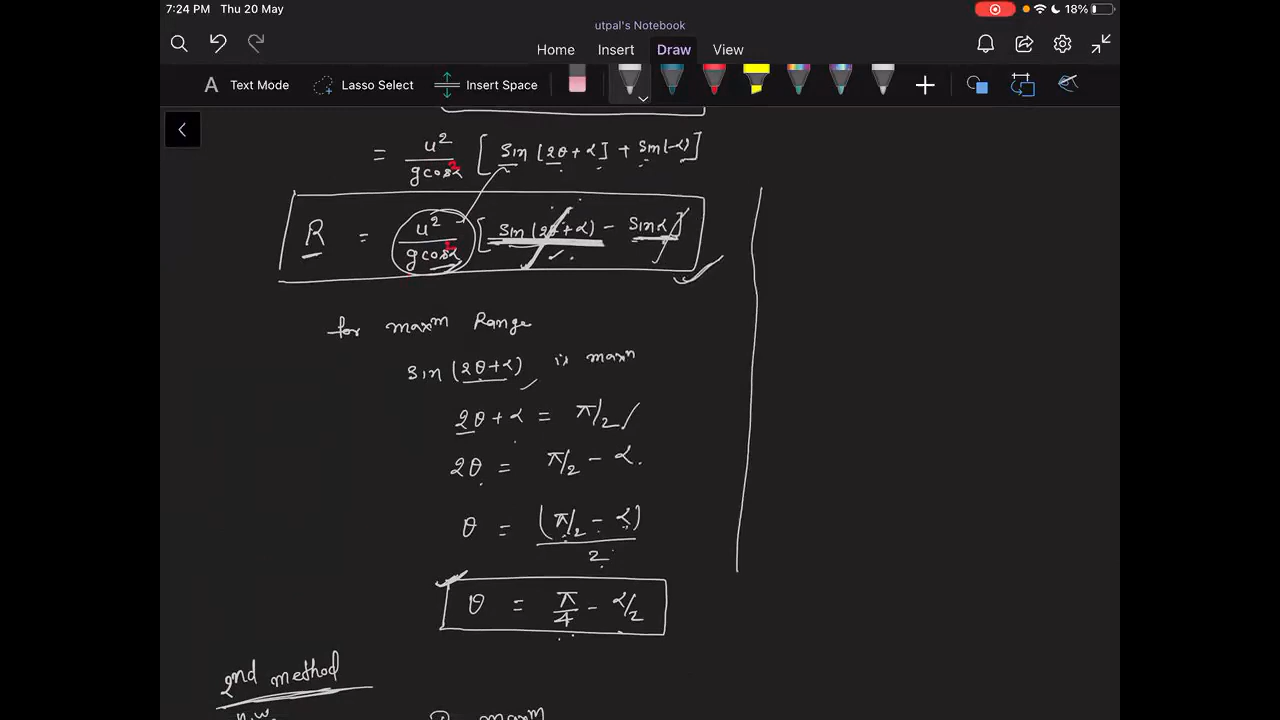 7:24 PM Thu 20 May 18%
utpal's Notebook
Home Insert Draw View
A Text Mode Lasso Select Insert Space
= u²/gcos²α [Sin [2θ+α] + Sin(-α)]
R = u²/gcos²α [Sin (2θ+α) - Sinα]
for maxᵐ Range
Sin (2θ+α) is maxᵐ
2θ+α = π/2
2θ = π/2 - α.
θ = (π/2 - α)/2
θ = π/4 - α/2
2nd method
H.W
R maxᵐ